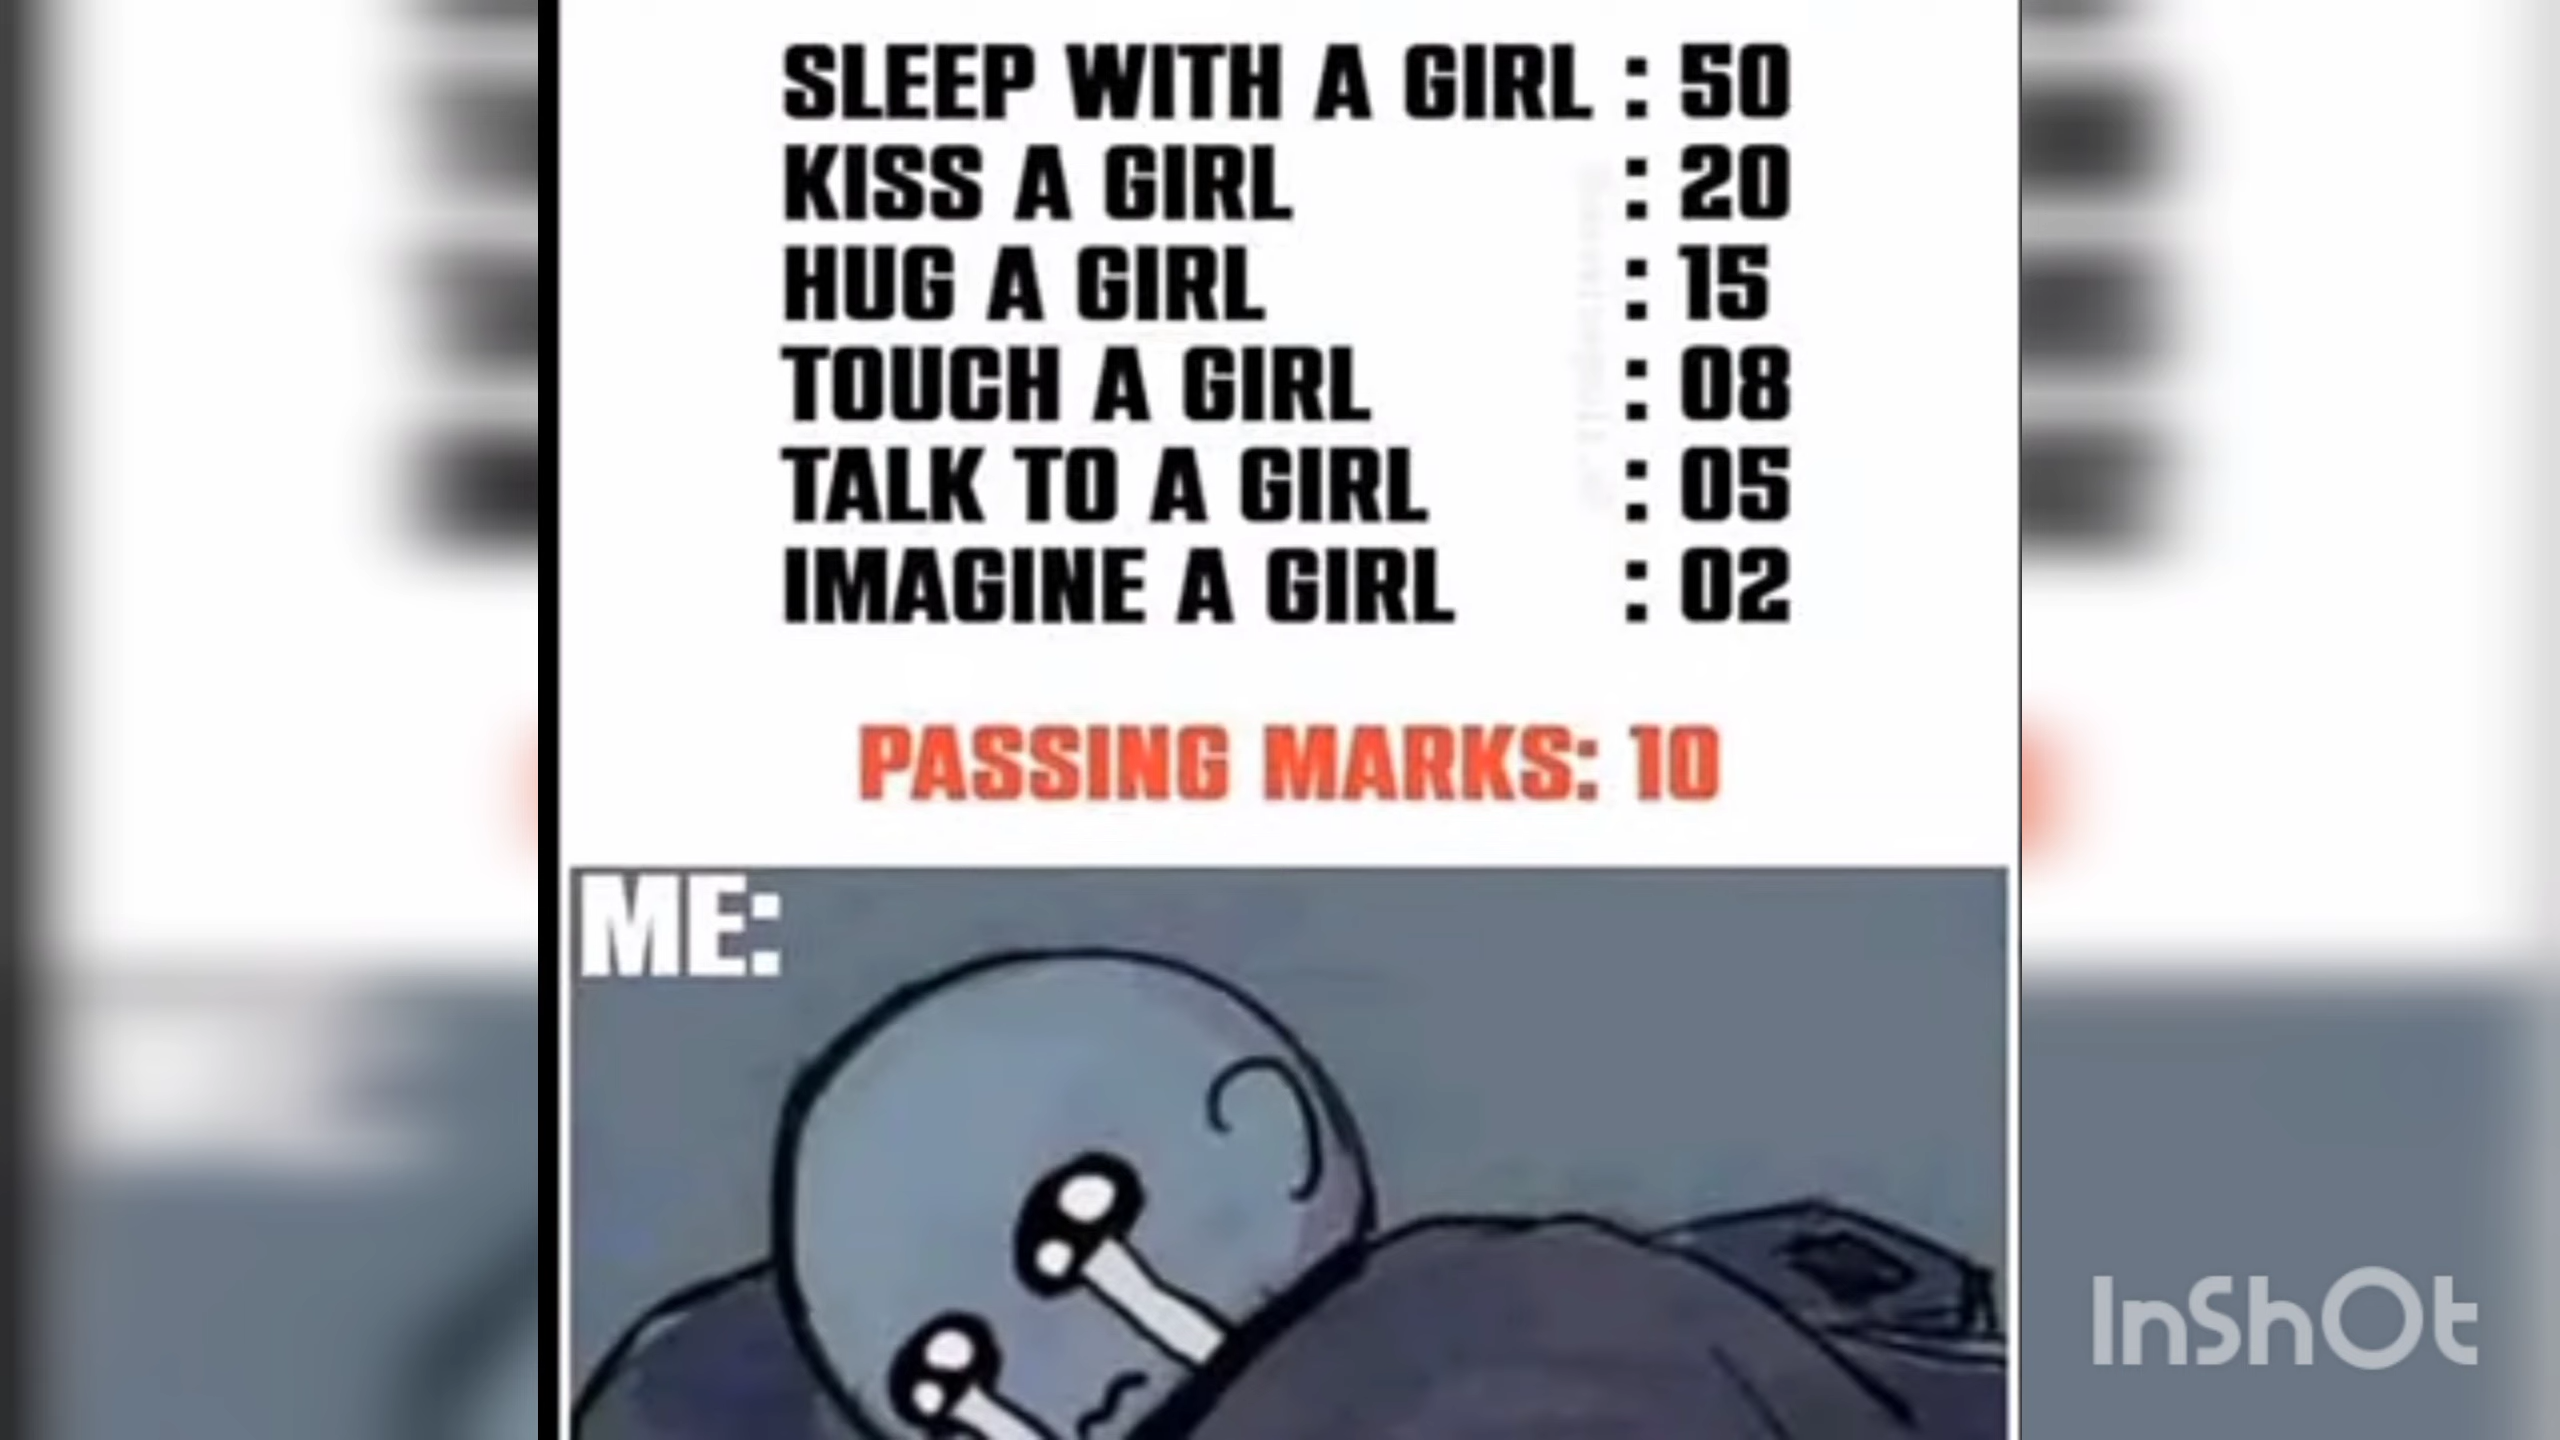 SLEEP WITH A GIRL : 50
KISS A GIRL : 20
HUG A GIRL : 15
TOUCH A GIRL : 08
TALK TO A GIRL : 05
IMAGINE A GIRL : 02
PASSING MARKS: 10
ME:
InShOt